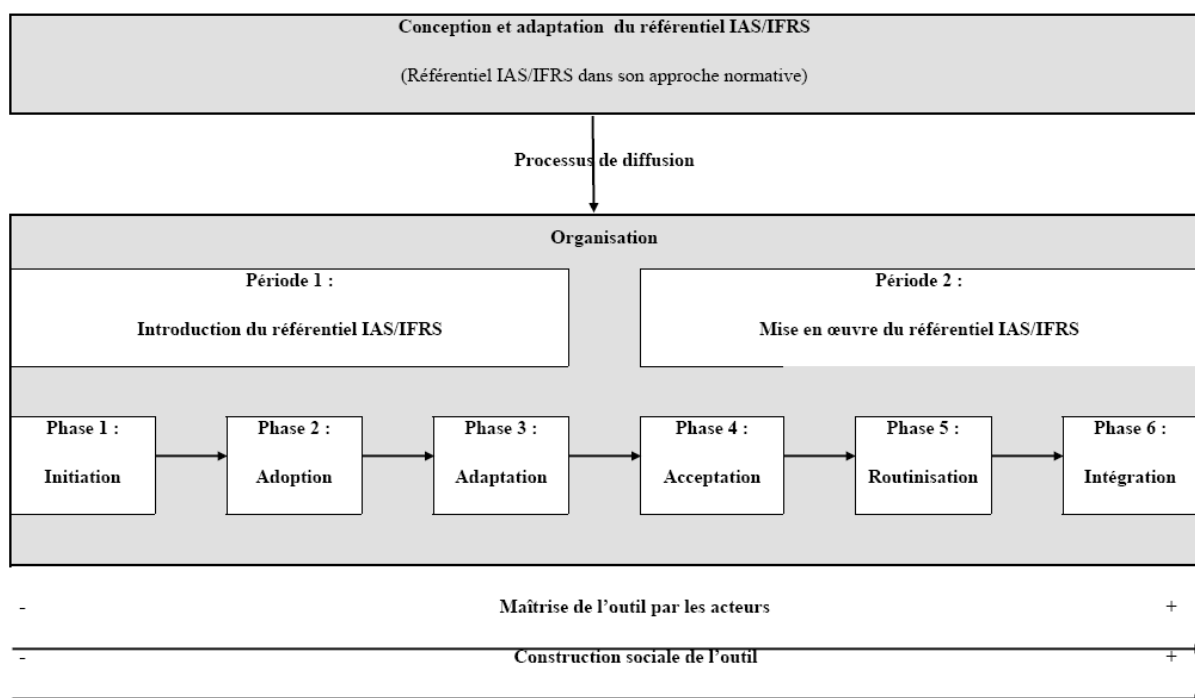 Conception et adaptation du référentiel IAS/IFRS
(Référentiel IAS/IFRS dans son approche normative)
Processus de diffusion
Organisation
Période 1 :
Introduction du référentiel IAS/IFRS
Période 2 :
Mise en œuvre du référentiel IAS/IFRS
Phase 1 :
Initiation
Phase 2 :
Adoption
Phase 3 :
Adaptation
Phase 4 :
Acceptation
Phase 5 :
Routinisation
Phase 6 :
Intégration
- Maîtrise de l’outil par les acteurs +
- Construction sociale de l’outil +